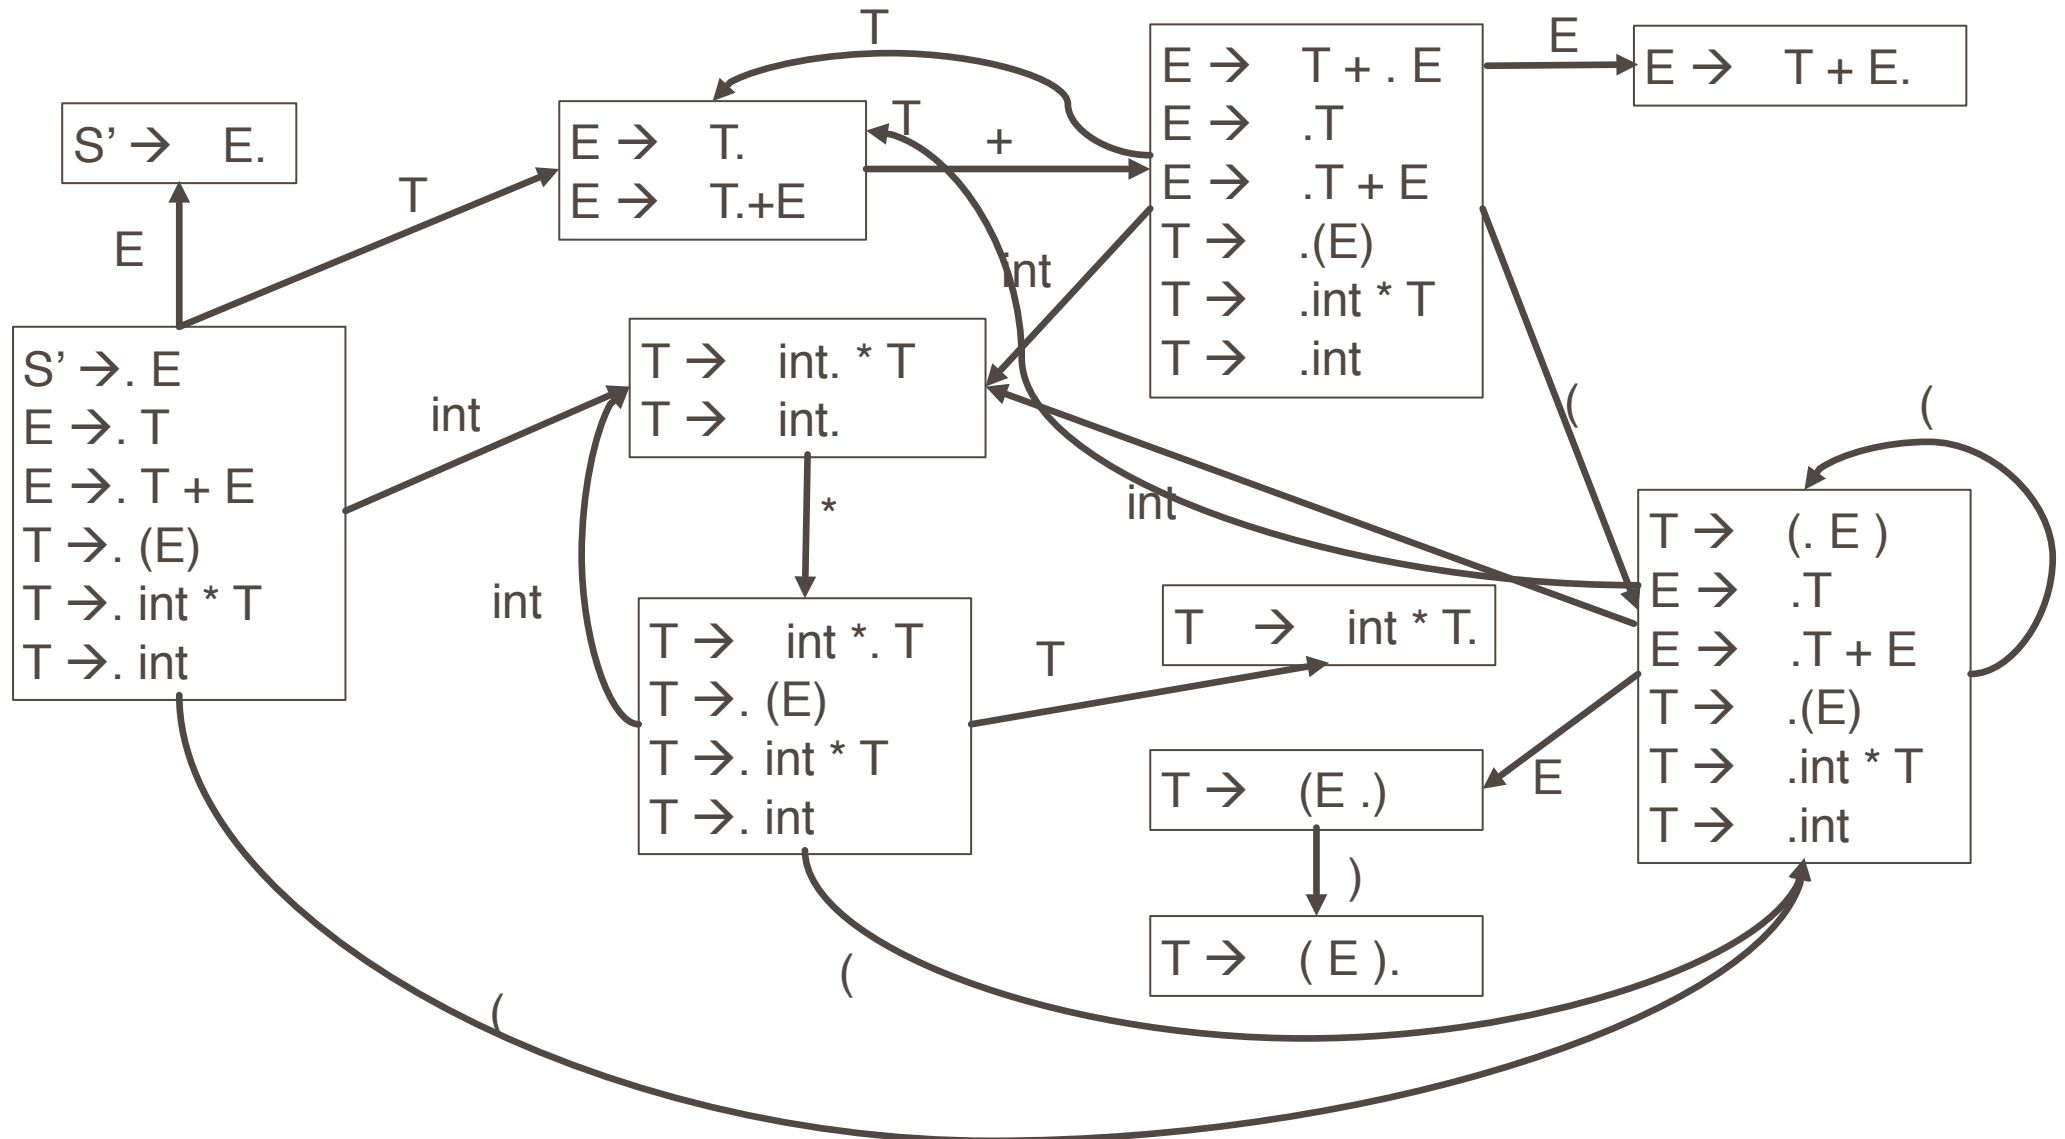 T
E → T + . E
E → .T
E → .T + E
T → .(E)
T → .int * T
T → .int
E
E → T + E.
S’ → E.
E → T.
E → T.+E
T
+
T
E
int
S’ →. E
E →. T
E →. T + E
T →. (E)
T →. int * T
T →. int
int
T → int. * T
T → int.
(
(
*
int
int
T → (. E )
E → .T
E → .T + E
T → .(E)
T → .int * T
T → .int
T → int *. T
T →. (E)
T →. int * T
T →. int
T
T → int * T.
E
T → (E .)
)
T → ( E ).
(
(